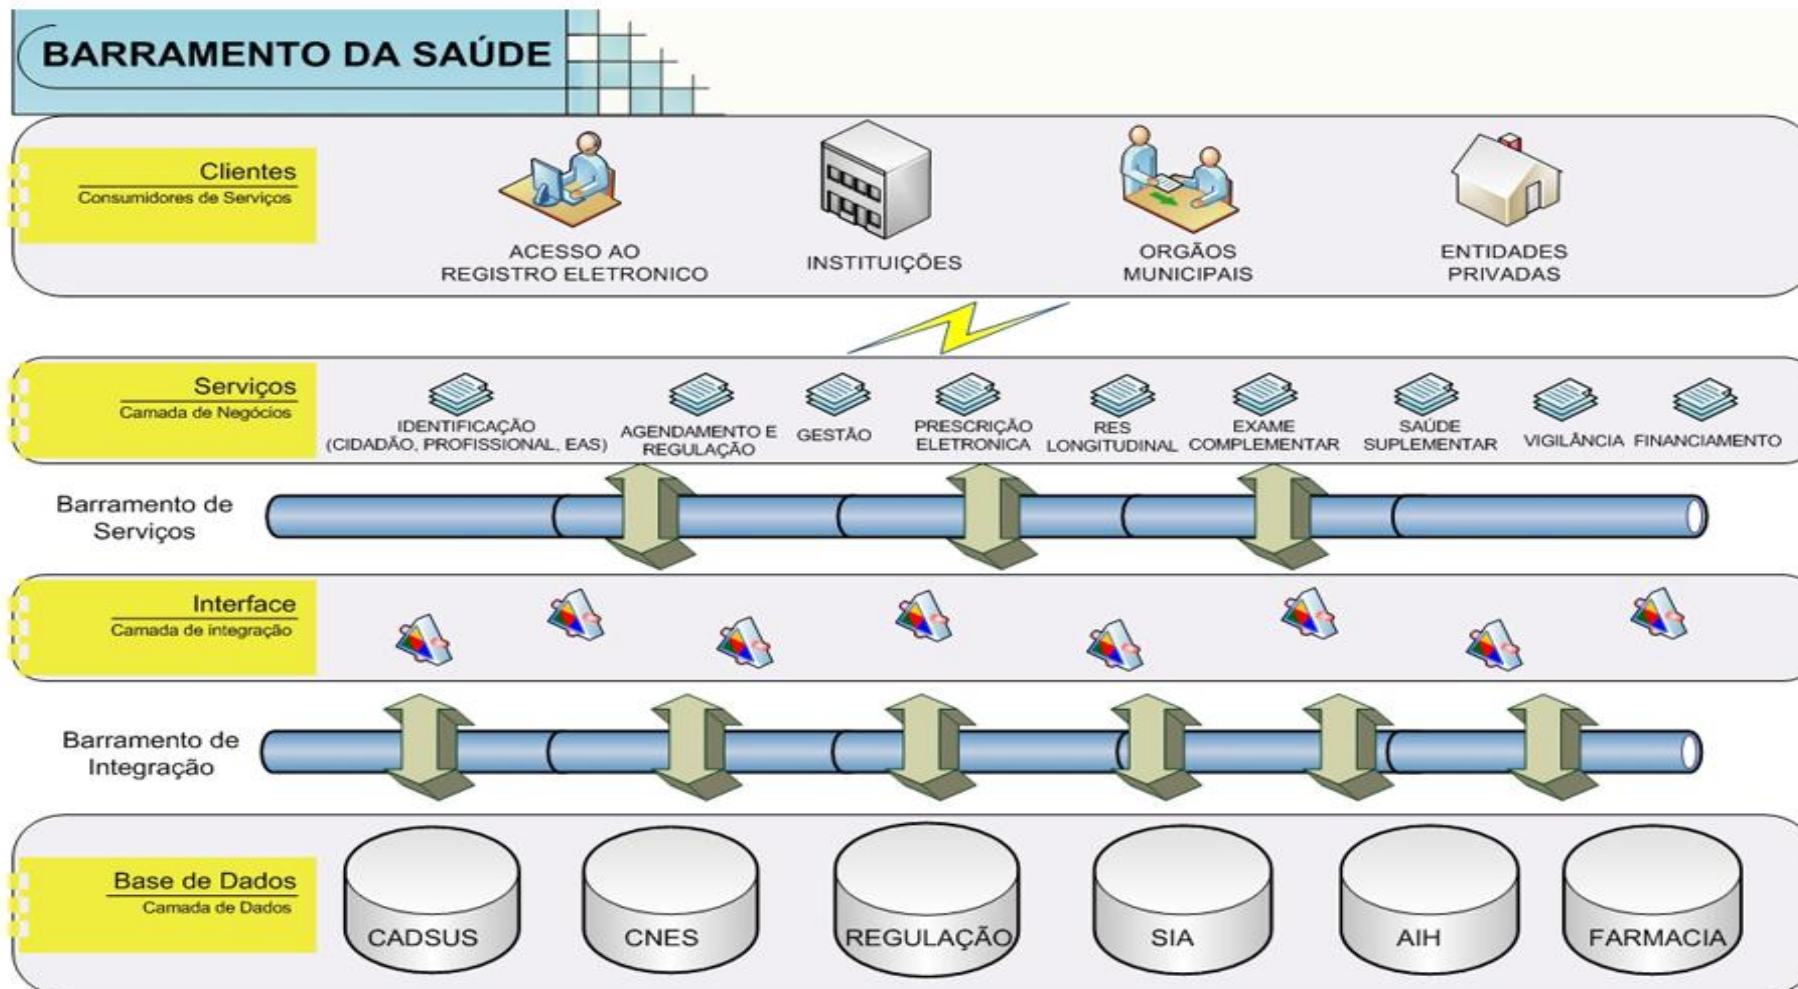 BARRAMENTO DA SAÚDE
Clientes
Consumidores de Serviços
ACESSO AO
REGISTRO ELETRONICO
INSTITUIÇÕES
ORGÃOS
MUNICIPAIS
ENTIDADES
PRIVADAS
Serviços
Camada de Negócios
IDENTIFICAÇÃO
(CIDADÃO, PROFISSIONAL, EAS)
AGENDAMENTO E
REGULAÇÃO
GESTÃO
PRESCRIÇÃO
ELETRONICA
RES
LONGITUDINAL
EXAME
COMPLEMENTAR
SAÚDE
SUPLEMENTAR
VIGILÂNCIA
FINANCIAMENTO
Barramento de
Serviços
Interface
Camada de integração
Barramento de
Integração
Base de Dados
Camada de Dados
CADSUS
CNES
REGULAÇÃO
SIA
AIH
FARMACIA